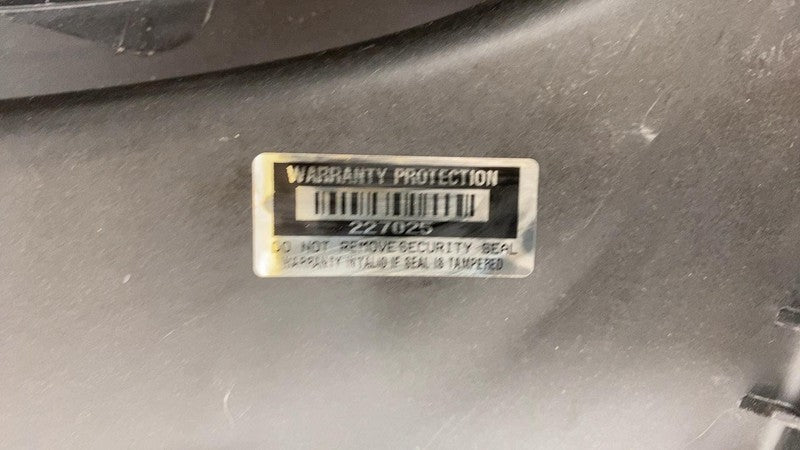 WARRANTY PROTECTION
227025
DO NOT REMOVE SECURITY SEAL
WARRANTY INVALID IF SEAL IS TAMPERED